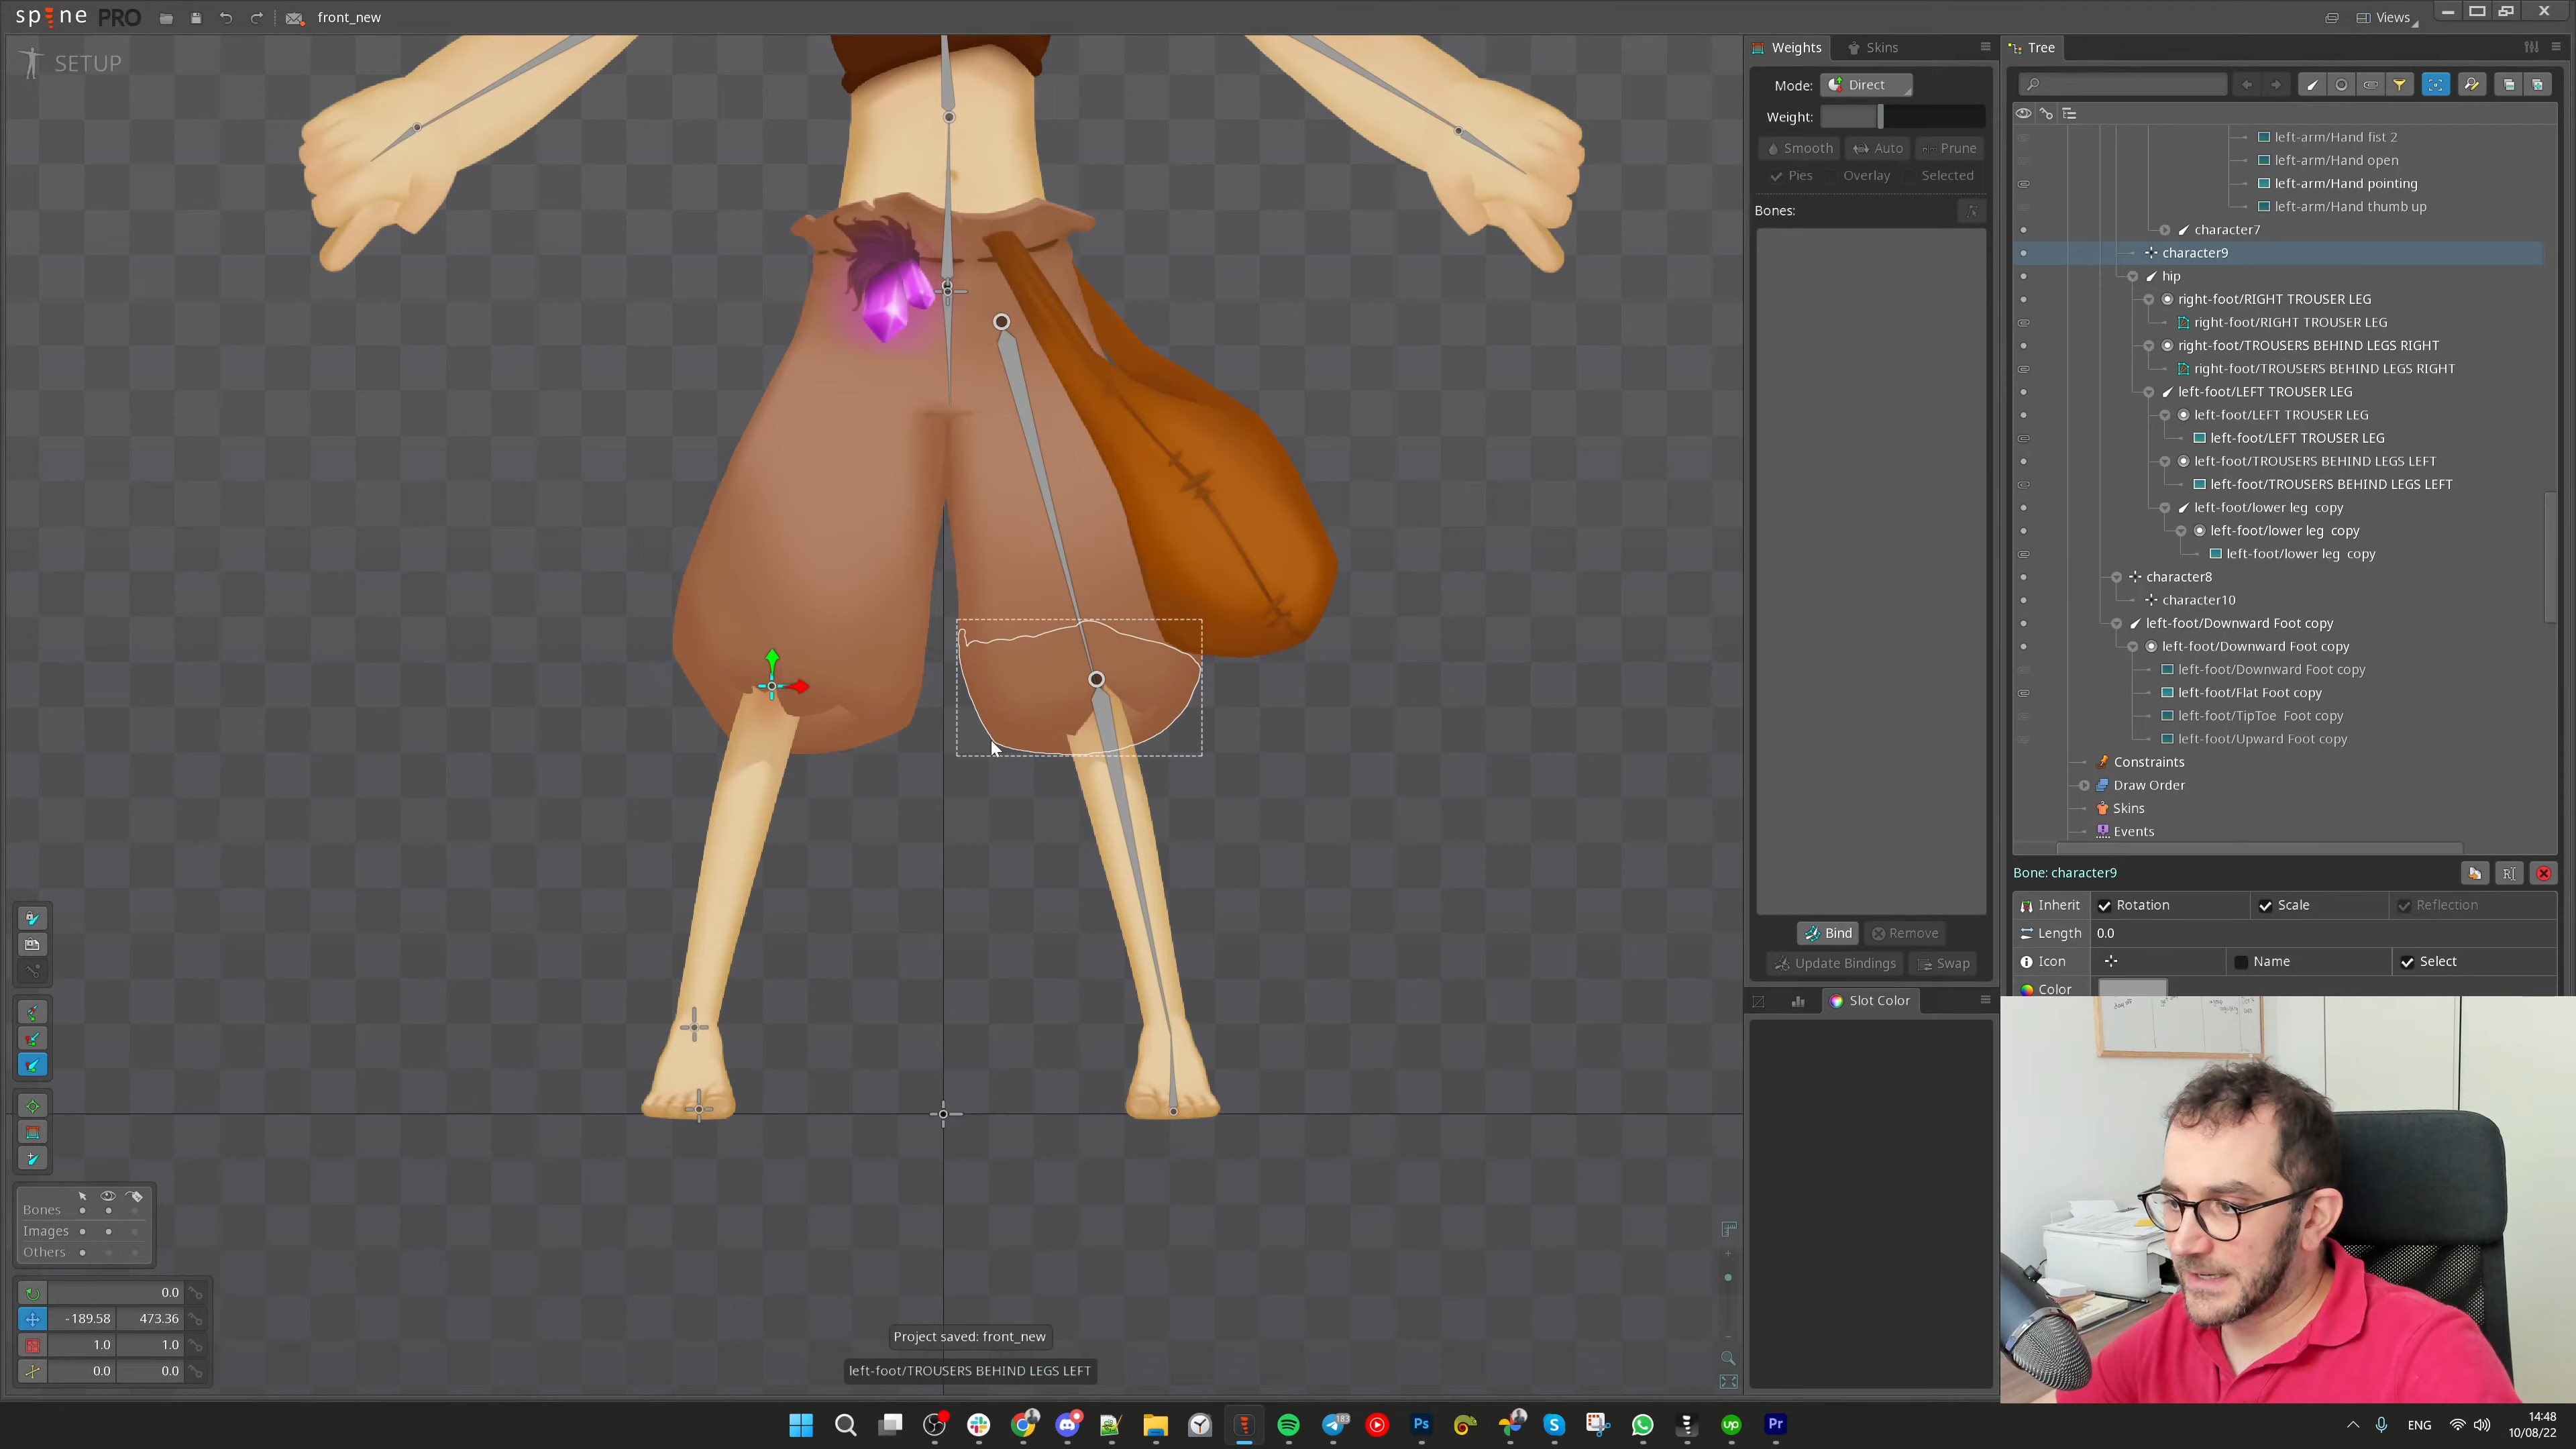 spine PRO
front_new
Views
SETUP
Weights
Skins
Tree
Mode:
Direct
Weight:
Smooth
Auto
Prune
Pies
Overlay
Selected
Bones:
left-arm/Hand fist 2
left-arm/Hand open
left-arm/Hand pointing
left-arm/Hand thumb up
character7
character9
hip
right-foot/RIGHT TROUSER LEG
right-foot/RIGHT TROUSER LEG
right-foot/TROUSERS BEHIND LEGS RIGHT
right-foot/TROUSERS BEHIND LEGS RIGHT
left-foot/LEFT TROUSER LEG
left-foot/LEFT TROUSER LEG
left-foot/LEFT TROUSER LEG
left-foot/TROUSERS BEHIND LEGS LEFT
left-foot/TROUSERS BEHIND LEGS LEFT
left-foot/lower leg copy
left-foot/lower leg copy
left-foot/lower leg copy
character8
character10
left-foot/Downward Foot copy
left-foot/Downward Foot copy
left-foot/Downward Foot copy
left-foot/Flat Foot copy
left-foot/TipToe Foot copy
left-foot/Upward Foot copy
Constraints
Draw Order
Skins
Events
Bone: character9
Inherit
Rotation
Scale
Reflection
Length
0.0
Icon
Name
Select
Color
Bind
Remove
Update Bindings
Swap
Slot Color
Bones
Images
Others
0.0
-189.58
473.36
1.0
1.0
0.0
0.0
Project saved: front_new
left-foot/TROUSERS BEHIND LEGS LEFT
183
Ps
up
Pr
ENG
14:48
10/08/22